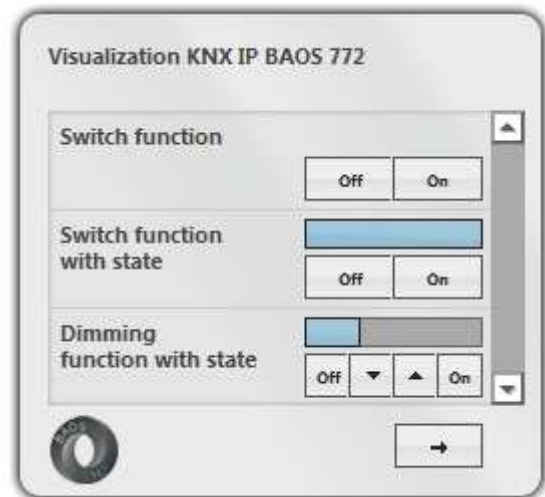 Visualization KNX IP BAOS 772
Switch function
Off On
Switch function
with state
Off On
Dimming
function with state
Off On
BAOS